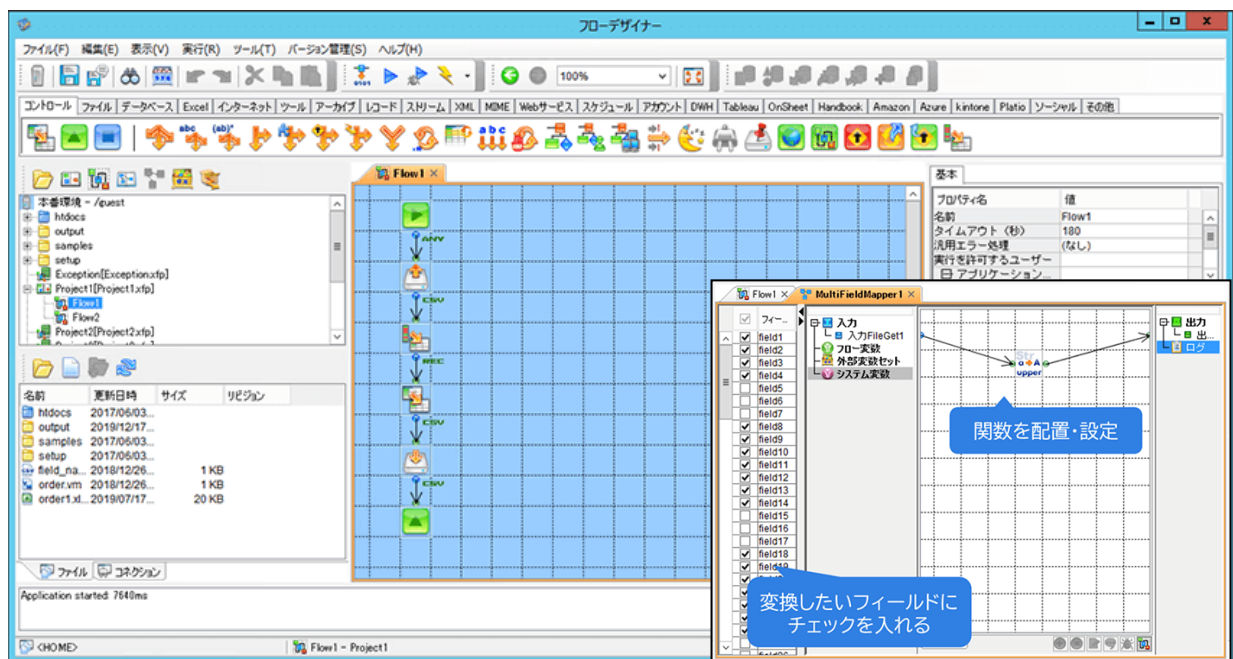 フローデザイナー
ファイル(F) 編集(E) 表示(V) 実行(R) ツール(T) バージョン管理(S) ヘルプ(H)
100%
コントロール ファイル データベース Excel インターネット ツール アーカイブ レコード ストリーム XML MIME Webサービス スケジュール アカウント DWH Tableau OnSheet Handbook Amazon Azure kintone Platio ソーシャル その他
本番環境 - /guest
htdocs
output
samples
setup
Exception[Exception.xfp]
Project1[Project1.xfp]
Flow1
Flow2
Project2[Project2.xfp]
名前 更新日時 サイズ リビジョン
htdocs 2017/06/03...
output 2019/12/17...
samples 2017/06/03...
setup 2017/06/03...
field_na... 2018/12/26... 1 KB
order.vm 2018/12/26... 1 KB
order1.xl... 2019/07/17... 20 KB
ファイル コネクション
Application started: 7640ms
<HOME> Flow1 - Project1
Flow1
ANY
CSV
REC
CSV
CSV
基本
プロパティ名 値
名前 Flow1
タイムアウト（秒） 180
汎用エラー処理 (なし)
実行を許可するユーザー
アプリケーション...
Flow1 MultiFieldMapper1
フィー...
field1
field2
field3
field4
field5
field6
field7
field8
field9
field10
field11
field12
field13
field14
field15
field16
field17
field18
field19
入力
入力FileGet1
フロー変数
外部変数セット
システム変数
Str
a A
upper
出力
出...
ログ
関数を配置・設定
変換したいフィールドに
チェックを入れる